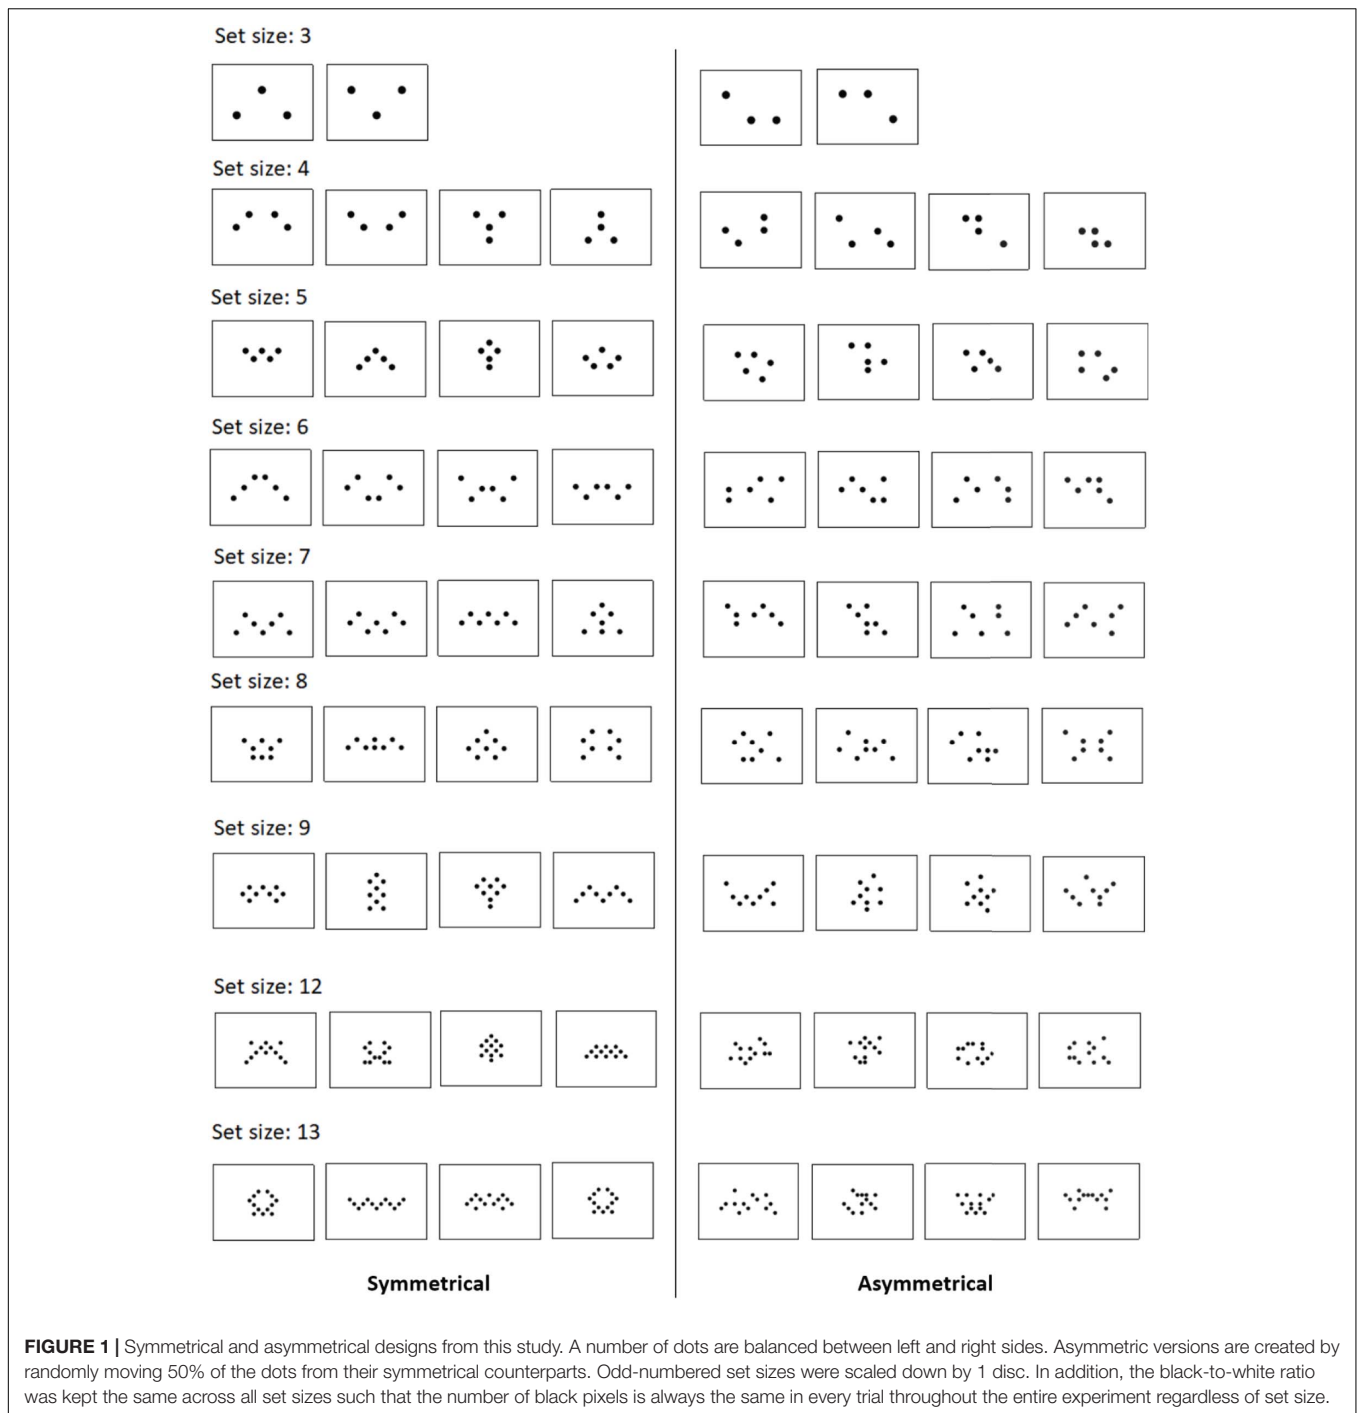 Set size: 3
Set size: 4
Set size: 5
Set size: 6
Set size: 7
Set size: 8
Set size: 9
Set size: 12
Set size: 13
Symmetrical
Asymmetrical
FIGURE 1 | Symmetrical and asymmetrical designs from this study. A number of dots are balanced between left and right sides. Asymmetric versions are created by
randomly moving 50% of the dots from their symmetrical counterparts. Odd-numbered set sizes were scaled down by 1 disc. In addition, the black-to-white ratio
was kept the same across all set sizes such that the number of black pixels is always the same in every trial throughout the entire experiment regardless of set size.